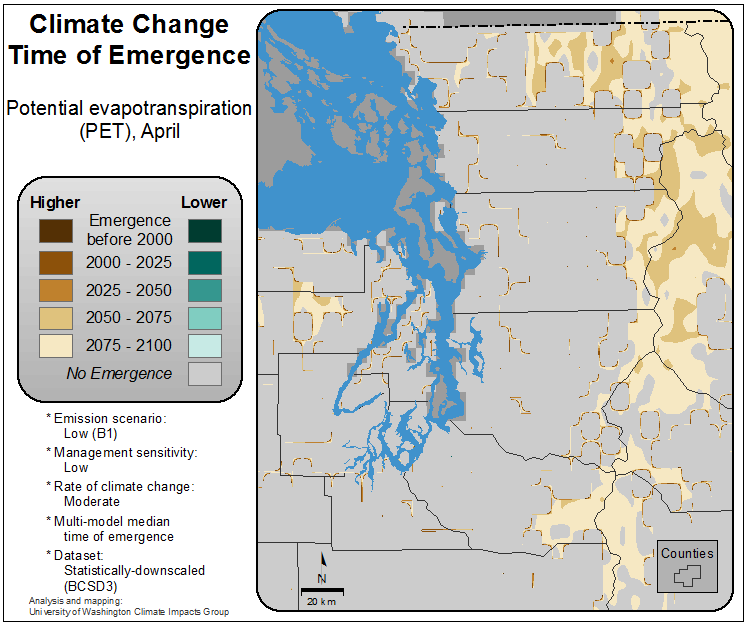 Climate Change
Time of Emergence
Potential evapotranspiration
(PET), April
Higher Lower
Emergence
before 2000
2000 - 2025
2025 - 2050
2050 - 2075
2075 - 2100
No Emergence
* Emission scenario:
Low (B1)
* Management sensitivity:
Low
* Rate of climate change:
Moderate
* Multi-model median
time of emergence
* Dataset:
Statistically-downscaled
(BCSD3)
Analysis and mapping:
University of Washington Climate Impacts Group
N
20 km
Counties